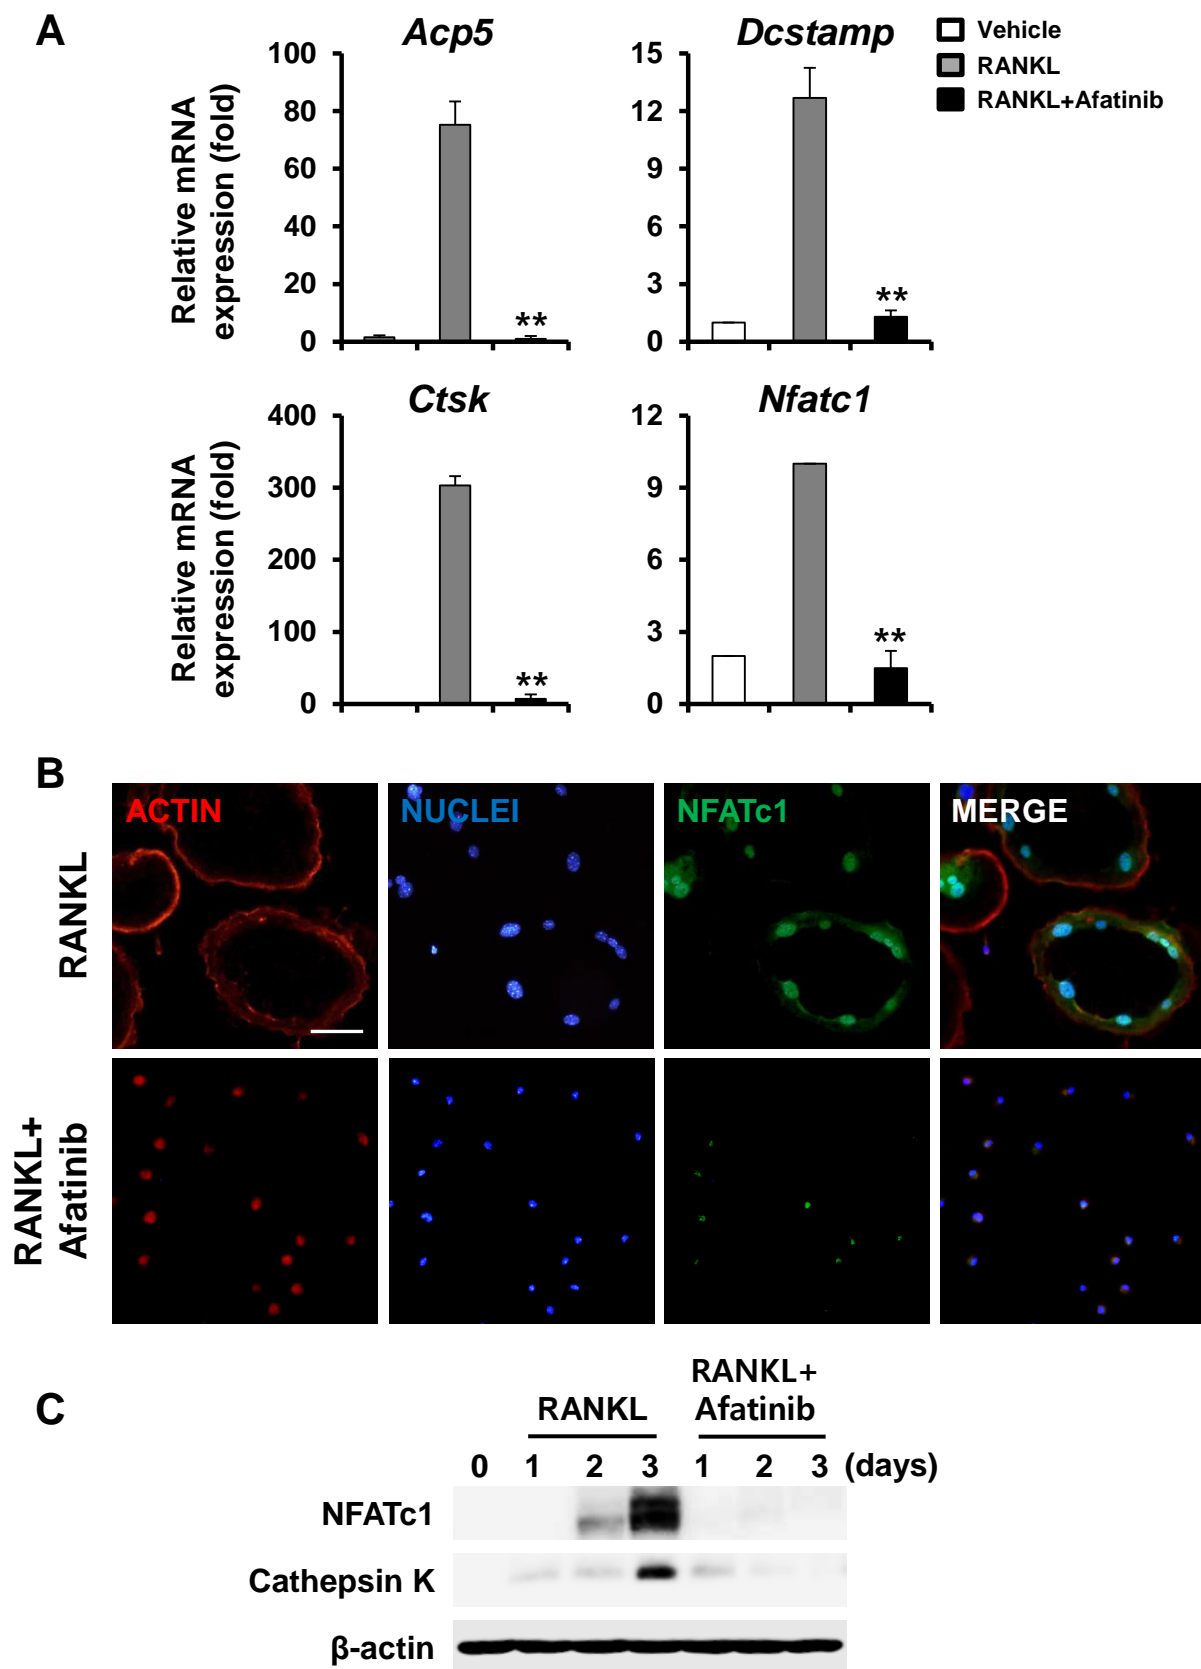 A
Acp5
Dcstamp
Vehicle
RANKL
RANKL+Afatinib
Relative mRNA
expression (fold)
100
80
60
40
20
0
**
15
12
9
6
3
0
**
Ctsk
Nfatc1
Relative mRNA
expression (fold)
400
300
200
100
0
**
12
9
6
3
0
**
B
RANKL
ACTIN
NUCLEI
NFATc1
MERGE
RANKL+
Afatinib
C
RANKL
RANKL+
Afatinib
0 1 2 3 1 2 3 (days)
NFATc1
Cathepsin K
β-actin